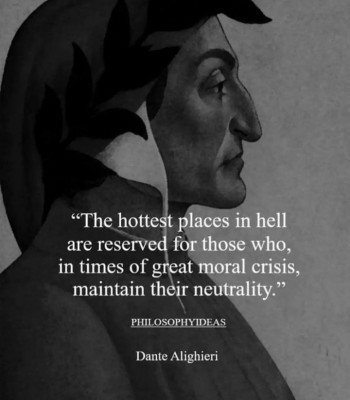 “The hottest places in hell
are reserved for those who,
in times of great moral crisis,
maintain their neutrality.”
PHILOSOPHYIDEAS
Dante Alighieri